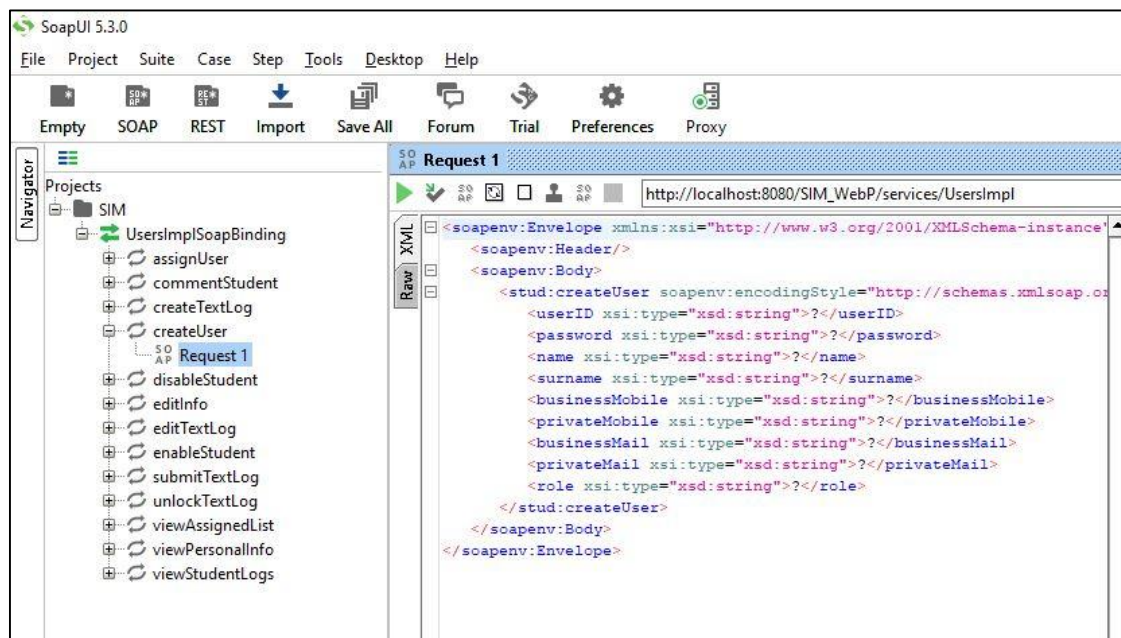 SoapUI 5.3.0
File Project Suite Case Step Tools Desktop Help
Empty SOAP REST Import Save All Forum Trial Preferences Proxy
Navigator
Projects
SIM
UsersImplSoapBinding
assignUser
commentStudent
createTextLog
createUser
SOAP Request 1
disableStudent
editInfo
editTextLog
enableStudent
submitTextLog
unlockTextLog
viewAssignedList
viewPersonalInfo
viewStudentLogs
SOAP Request 1
http://localhost:8080/SIM_WebP/services/UsersImpl
XML
Raw
<soapenv:Envelope xmlns:xsi="http://www.w3.org/2001/XMLSchema-instance"
<soapenv:Header/>
<soapenv:Body>
<stud:createUser soapenv:encodingStyle="http://schemas.xmlsoap.or
<userID xsi:type="xsd:string">?</userID>
<password xsi:type="xsd:string">?</password>
<name xsi:type="xsd:string">?</name>
<surname xsi:type="xsd:string">?</surname>
<businessMobile xsi:type="xsd:string">?</businessMobile>
<privateMobile xsi:type="xsd:string">?</privateMobile>
<businessMail xsi:type="xsd:string">?</businessMail>
<privateMail xsi:type="xsd:string">?</privateMail>
<role xsi:type="xsd:string">?</role>
</stud:createUser>
</soapenv:Body>
</soapenv:Envelope>